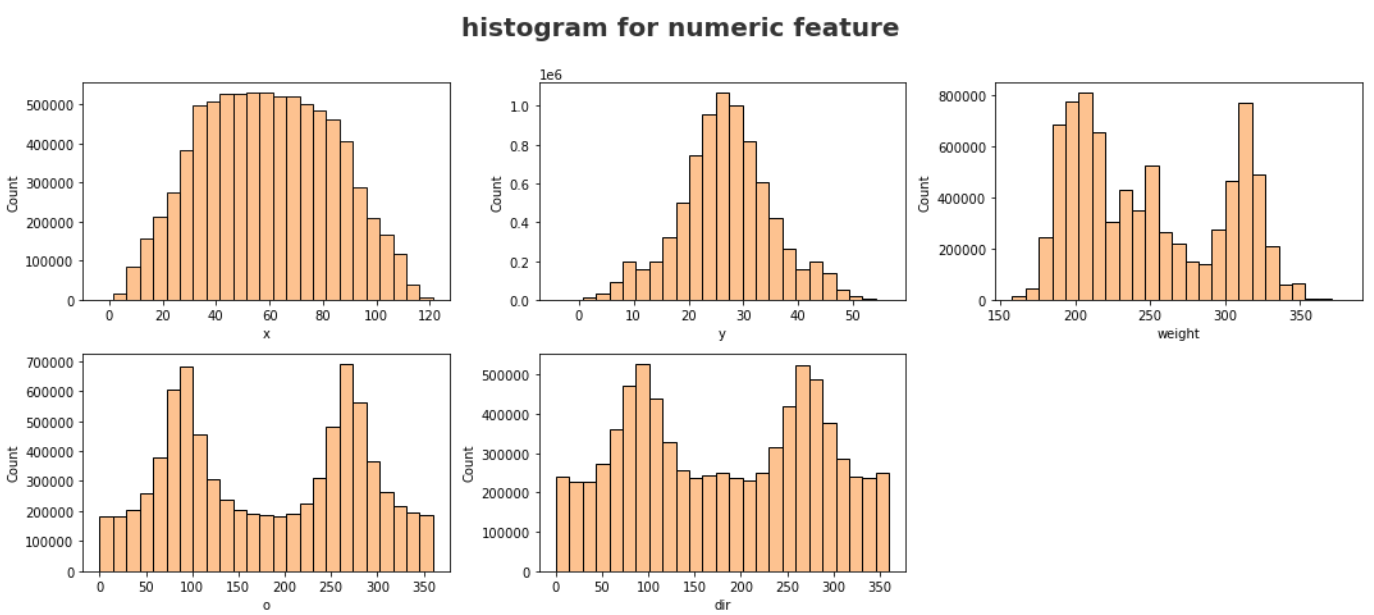 histogram for numeric feature
500000
400000
300000
200000
100000
0
Count
0 20 40 60 80 100 120
x
1e6
1.0
0.8
0.6
0.4
0.2
0.0
Count
0 10 20 30 40 50
y
800000
600000
400000
200000
0
Count
150 200 250 300 350
weight
700000
600000
500000
400000
300000
200000
100000
0
Count
0 50 100 150 200 250 300 350
o
500000
400000
300000
200000
100000
0
Count
0 50 100 150 200 250 300 350
dir